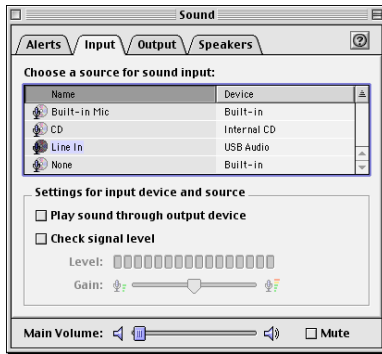 Sound
Alerts Input Output Speakers
Choose a source for sound input:
Name Device
Built-in Mic Built-in
CD Internal CD
Line In USB Audio
None Built-in
Settings for input device and source
Play sound through output device
Check signal level
Level:
Gain:
Main Volume: Mute